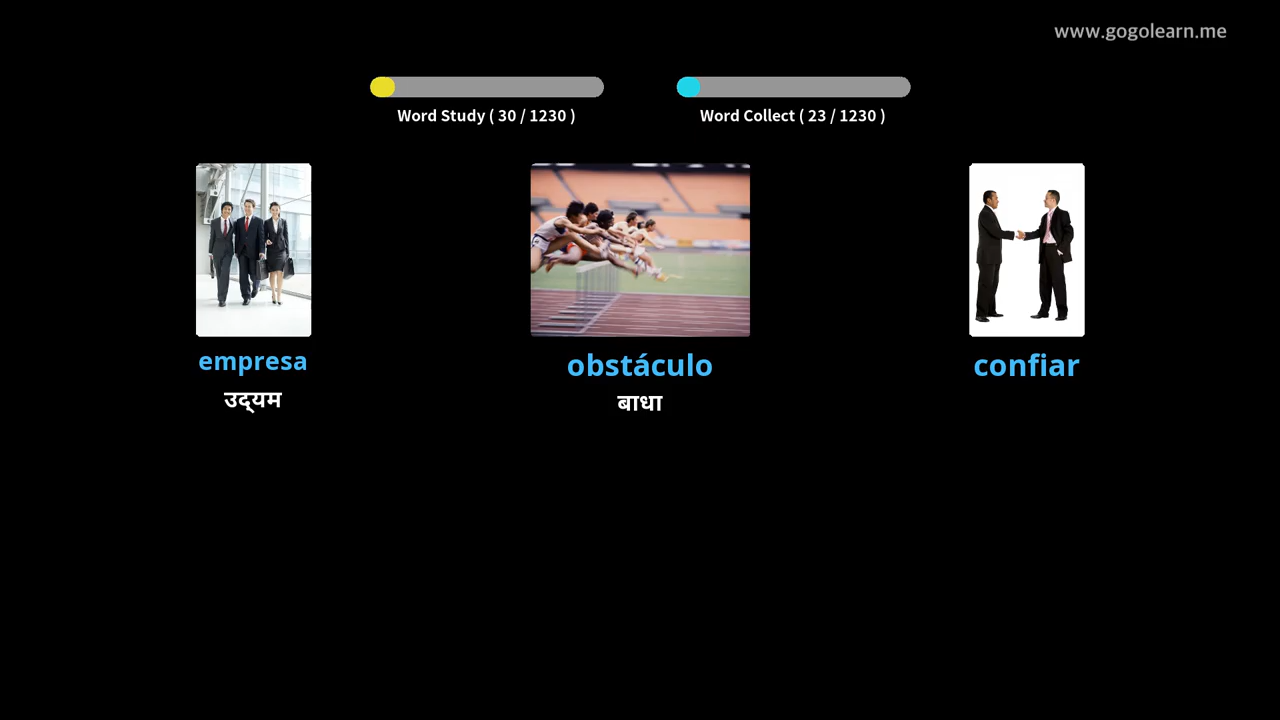 www.gogolearn.me
Word Study ( 30 / 1230 )
Word Collect ( 23 / 1230 )
empresa
उद्यम
obstáculo
बाधा
confiar